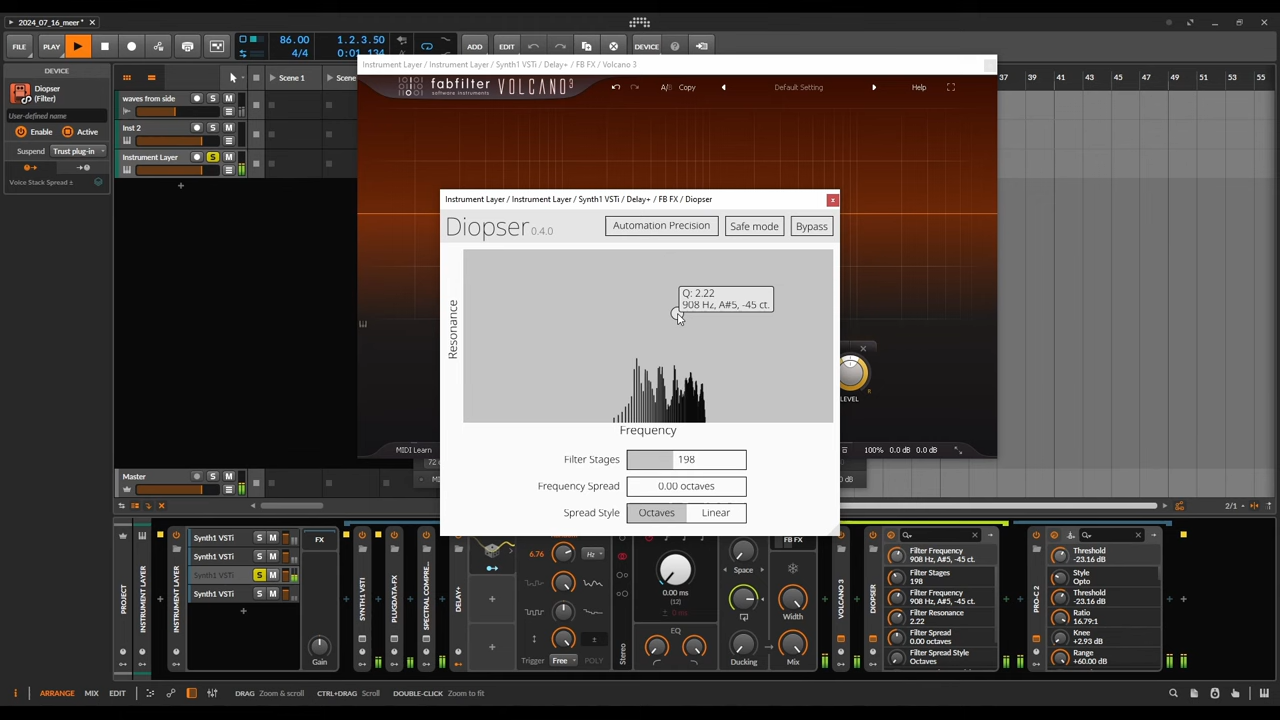 2024_07_16_meer*
FILE
PLAY
86.00
4/4
1.2.3.50
0:01.134
ADD
EDIT
DEVICE
DEVICE
Diopser
(Filter)
User-defined name
Enable
Active
Suspend
Trust plug-in
Voice Stack Spread ±
Scene 1
Scene
waves from side
S
M
Inst 2
S
M
Instrument Layer
S
M
Master
S
M
37
39
41
43
45
47
49
51
53
55
Instrument Layer / Instrument Layer / Synth1 VSTi / Delay+ / FB FX / Volcano 3
fabfilter
software instruments
VOLCANO 3
A/B
Copy
Default Setting
Help
LEVEL
R
MIDI Learn
100%
0.0 dB
0.0 dB
Instrument Layer / Instrument Layer / Synth1 VSTi / Delay+ / FB FX / Diopser
x
Diopser 0.4.0
Automation Precision
Safe mode
Bypass
Q: 2.22
908 Hz, A#5, -45 ct.
Resonance
Frequency
Filter Stages
198
Frequency Spread
0.00 octaves
Spread Style
Octaves
Linear
2/1
PROJECT
INSTRUMENT LAYER
INSTRUMENT LAYER
Synth1 VSTi
S
M
Synth1 VSTi
S
M
Synth1 VSTi
S
M
Synth1 VSTi
S
M
FX
Gain
SYNTH1 VSTI
PLUGDATA-FX
SPECTRAL COMPRE...
DELAY+
6.76
Hz
Trigger
Free
POLY
0.00 ms
[12]
EQ
Stereo
Space
Ducking
FB FX
Width
Mix
VOLCANO 3
DIOPSER
Filter Frequency
908 Hz, A#5, -45 ct.
Filter Stages
198
Filter Frequency
908 Hz, A#5, -45 ct.
Filter Resonance
2.22
Filter Spread
0.00 octaves
Filter Spread Style
Octaves
PRO-C 2
Threshold
-23.16 dB
Style
Opto
Threshold
-23.16 dB
Ratio
16.79:1
Knee
+2.93 dB
Range
+60.00 dB
ARRANGE
MIX
EDIT
DRAG Zoom & scroll
CTRL+DRAG Scroll
DOUBLE-CLICK Zoom to fit